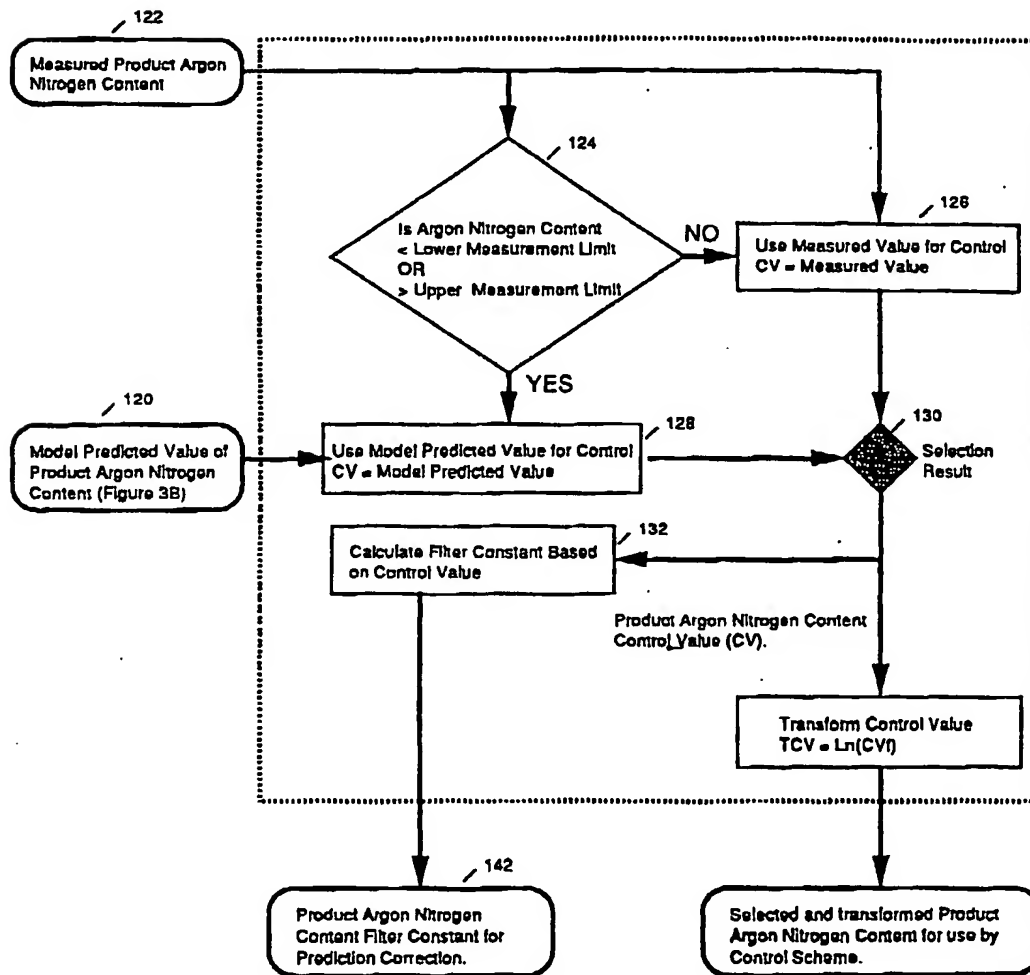 122
Measured Product Argon
Nitrogen Content
124
Is Argon Nitrogen Content
< Lower Measurement Limit
OR
> Upper Measurement Limit
NO
126
Use Measured Value for Control
CV = Measured Value
YES
120
Model Predicted Value of
Product Argon Nitrogen
Content (Figure 3B)
128
Use Model Predicted Value for Control
CV = Model Predicted Value
130
Selection
Result
132
Calculate Filter Constant Based
on Control Value
Product Argon Nitrogen Content
Control Value (CV).
Transform Control Value
TCV = Ln(CVf)
142
Product Argon Nitrogen
Content Filter Constant for
Prediction Correction.
Selected and transformed Product
Argon Nitrogen Content for use by
Control Scheme.